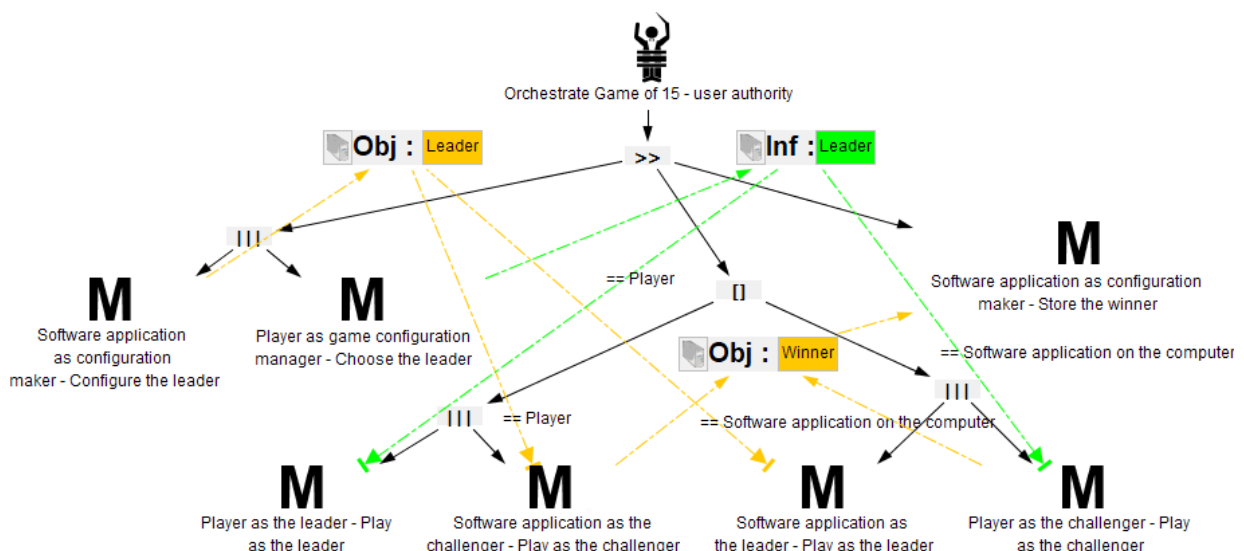 Orchestrate Game of 15 - user authority
Obj : Leader
>>
Inf : Leader
|||
M
Software application
as configuration
maker - Configure the leader
M
Player as game configuration
manager - Choose the leader
== Player
[]
M
Software application as configuration
maker - Store the winner
Obj : Winner
== Software application on the computer
|||
== Player
== Software application on the computer
|||
M
Player as the leader - Play
as the leader
M
Software application as the
challenger - Play as the challenger
M
Software application as
the leader - Play as the leader
M
Player as the challenger - Play
as the challenger